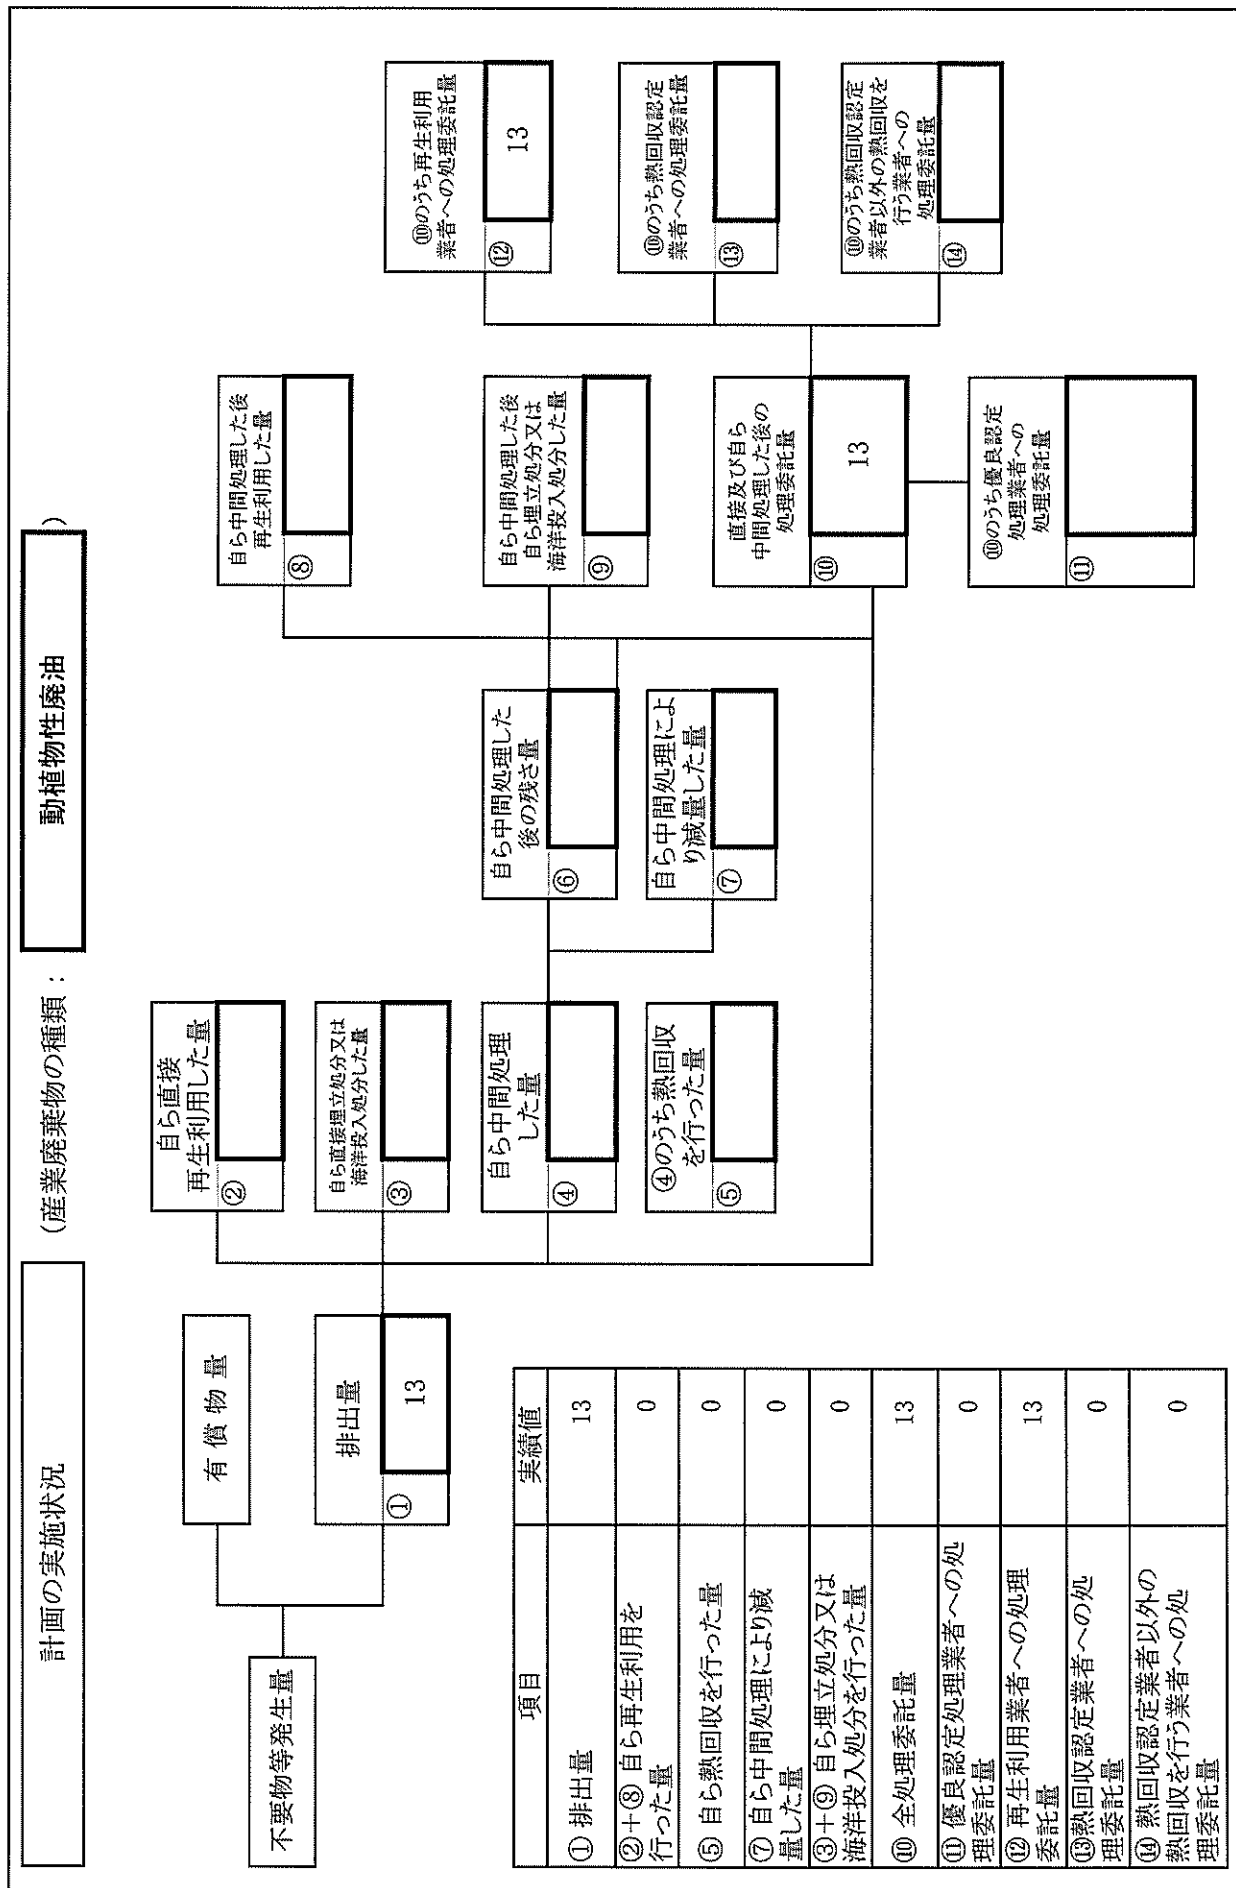 計画の実施状況
(産業廃棄物の種類：
動植物性廃油
)
不要物等発生量
有償物量
排出量
①
13
自ら直接
再生利用した量
②
自ら直接埋立処分又は
海洋投入処分した量
③
自ら中間処理
した量
④
④のうち熱回収
を行った量
⑤
自ら中間処理した
後の残さ量
⑥
自ら中間処理によ
り減量した量
⑦
自ら中間処理した後
再生利用した量
⑧
自ら中間処理した後
自ら埋立処分又は
海洋投入処分した量
⑨
直接及び自ら
中間処理した後の
処理委託量
⑩
13
⑩のうち優良認定
処理業者への
処理委託量
⑪
⑩のうち再生利用
業者への処理委託量
⑫
13
⑩のうち熱回収認定
業者への処理委託量
⑬
⑩のうち熱回収認定
業者以外の熱回収を
行う業者への
処理委託量
⑭
項目
実績値
① 排出量
13
②+⑧ 自ら再生利用を
行った量
0
⑤ 自ら熱回収を行った量
0
⑦ 自ら中間処理により減
量した量
0
③+⑨ 自ら埋立処分又は
海洋投入処分を行った量
0
⑩ 全処理委託量
13
⑪ 優良認定処理業者への処
理委託量
0
⑫ 再生利用業者への処理
委託量
13
⑬熱回収認定業者への処
理委託量
0
⑭ 熱回収認定業者以外の
熱回収を行う業者への処
理委託量
0